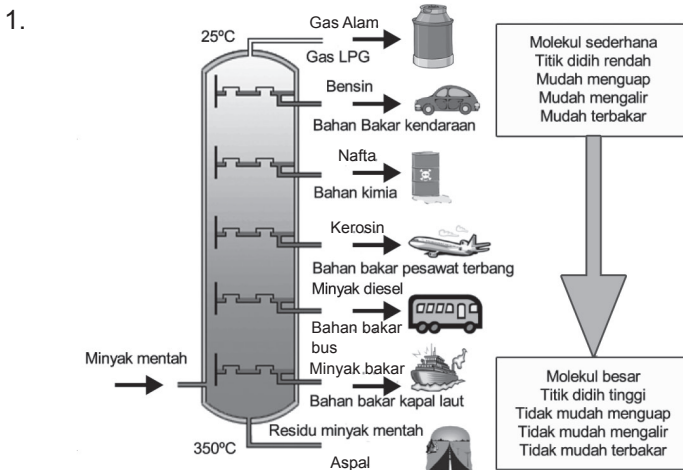 1.
25°C
Gas Alam
Gas LPG
Bensin
Bahan Bakar kendaraan
Nafta
Bahan kimia
Kerosin
Bahan bakar pesawat terbang
Minyak diesel
Bahan bakar
bus
Minyak bakar
Bahan bakar kapal laut
Minyak mentah
350°C
Residu minyak mentah
Aspal
Molekul sederhana
Titik didih rendah
Mudah menguap
Mudah mengalir
Mudah terbakar
Molekul besar
Titik didih tinggi
Tidak mudah menguap
Tidak mudah mengalir
Tidak mudah terbakar